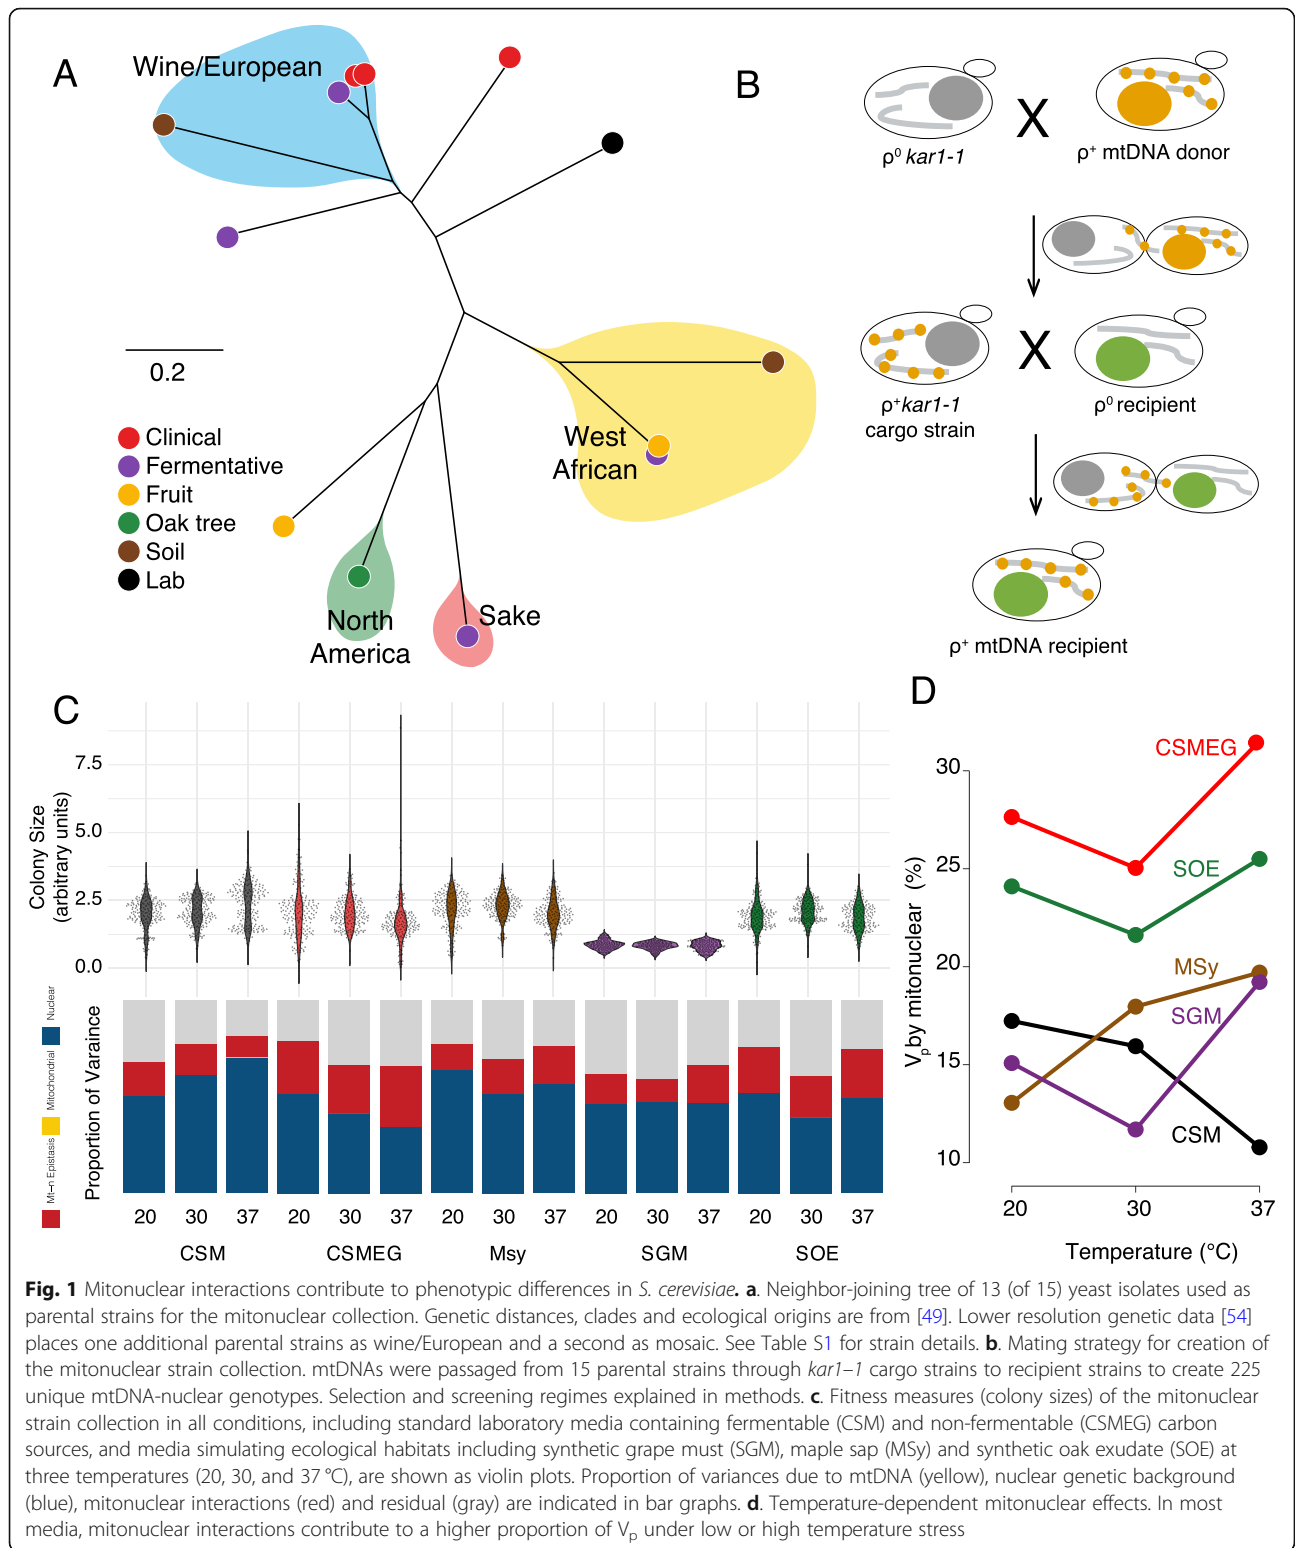 A
Wine/European
0.2
Clinical
Fermentative
Fruit
Oak tree
Soil
Lab
West
African
North
America
Sake
B
X
ρ⁰ kar1-1
ρ⁺ mtDNA donor
X
ρ⁺kar1-1
cargo strain
ρ⁰ recipient
ρ⁺ mtDNA recipient
C
Colony Size
(arbitrary units)
7.5
5.0
2.5
0.0
Nuclear
Mitochondrial
Mt–n Epistasis
Proportion of Varaince
20 30 37 20 30 37 20 30 37 20 30 37 20 30 37
CSM CSMEG Msy SGM SOE
D
Vp by mitonuclear (%)
30
25
20
15
10
CSMEG
SOE
MSy
SGM
CSM
20 30 37
Temperature (°C)
Fig. 1 Mitonuclear interactions contribute to phenotypic differences in S. cerevisiae. a. Neighbor-joining tree of 13 (of 15) yeast isolates used as
parental strains for the mitonuclear collection. Genetic distances, clades and ecological origins are from [49]. Lower resolution genetic data [54]
places one additional parental strains as wine/European and a second as mosaic. See Table S1 for strain details. b. Mating strategy for creation of
the mitonuclear strain collection. mtDNAs were passaged from 15 parental strains through kar1–1 cargo strains to recipient strains to create 225
unique mtDNA-nuclear genotypes. Selection and screening regimes explained in methods. c. Fitness measures (colony sizes) of the mitonuclear
strain collection in all conditions, including standard laboratory media containing fermentable (CSM) and non-fermentable (CSMEG) carbon
sources, and media simulating ecological habitats including synthetic grape must (SGM), maple sap (MSy) and synthetic oak exudate (SOE) at
three temperatures (20, 30, and 37 °C), are shown as violin plots. Proportion of variances due to mtDNA (yellow), nuclear genetic background
(blue), mitonuclear interactions (red) and residual (gray) are indicated in bar graphs. d. Temperature-dependent mitonuclear effects. In most
media, mitonuclear interactions contribute to a higher proportion of Vp under low or high temperature stress